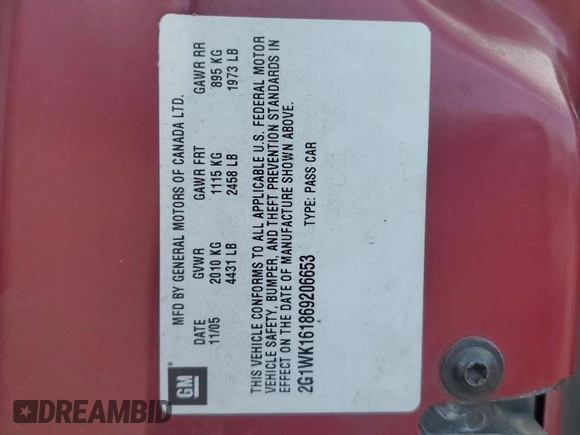 GM
®
MFD BY GENERAL MOTORS OF CANADA LTD.
DATE GVWR GAWR FRT GAWR RR
11/05 2010 KG 1115 KG 895 KG
4431 LB 2458 LB 1973 LB
THIS VEHICLE CONFORMS TO ALL APPLICABLE U.S. FEDERAL MOTOR
VEHICLE SAFETY, BUMPER, AND THEFT PREVENTION STANDARDS IN
EFFECT ON THE DATE OF MANUFACTURE SHOWN ABOVE.
2G1WK161869206653 TYPE: PASS CAR
DREAMBID